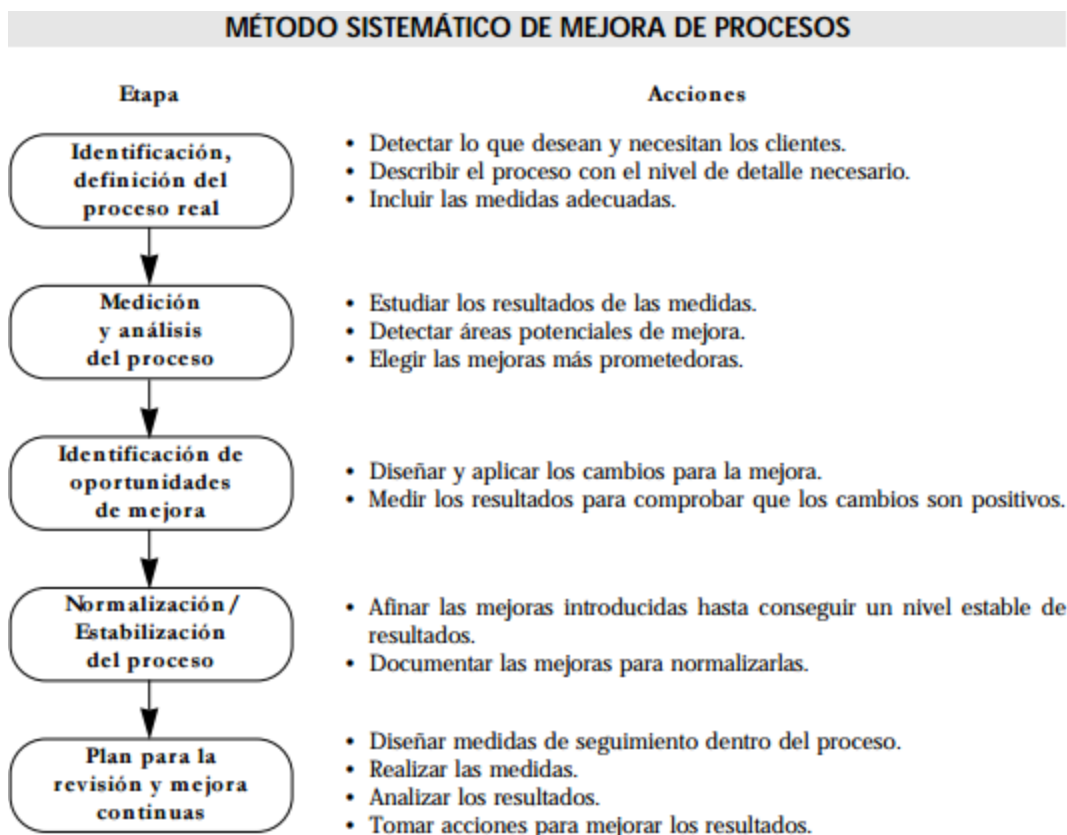 MÉTODO SISTEMÁTICO DE MEJORA DE PROCESOS
Etapa
Acciones
Identificación,
definición del
proceso real
• Detectar lo que desean y necesitan los clientes.
• Describir el proceso con el nivel de detalle necesario.
• Incluir las medidas adecuadas.
Medición
y análisis
del proceso
• Estudiar los resultados de las medidas.
• Detectar áreas potenciales de mejora.
• Elegir las mejoras más prometedoras.
Identificación de
oportunidades
de mejora
• Diseñar y aplicar los cambios para la mejora.
• Medir los resultados para comprobar que los cambios son positivos.
Normalización/
Estabilización
del proceso
• Afinar las mejoras introducidas hasta conseguir un nivel estable de
resultados.
• Documentar las mejoras para normalizarlas.
Plan para la
revisión y mejora
continuas
• Diseñar medidas de seguimiento dentro del proceso.
• Realizar las medidas.
• Analizar los resultados.
• Tomar acciones para mejorar los resultados.